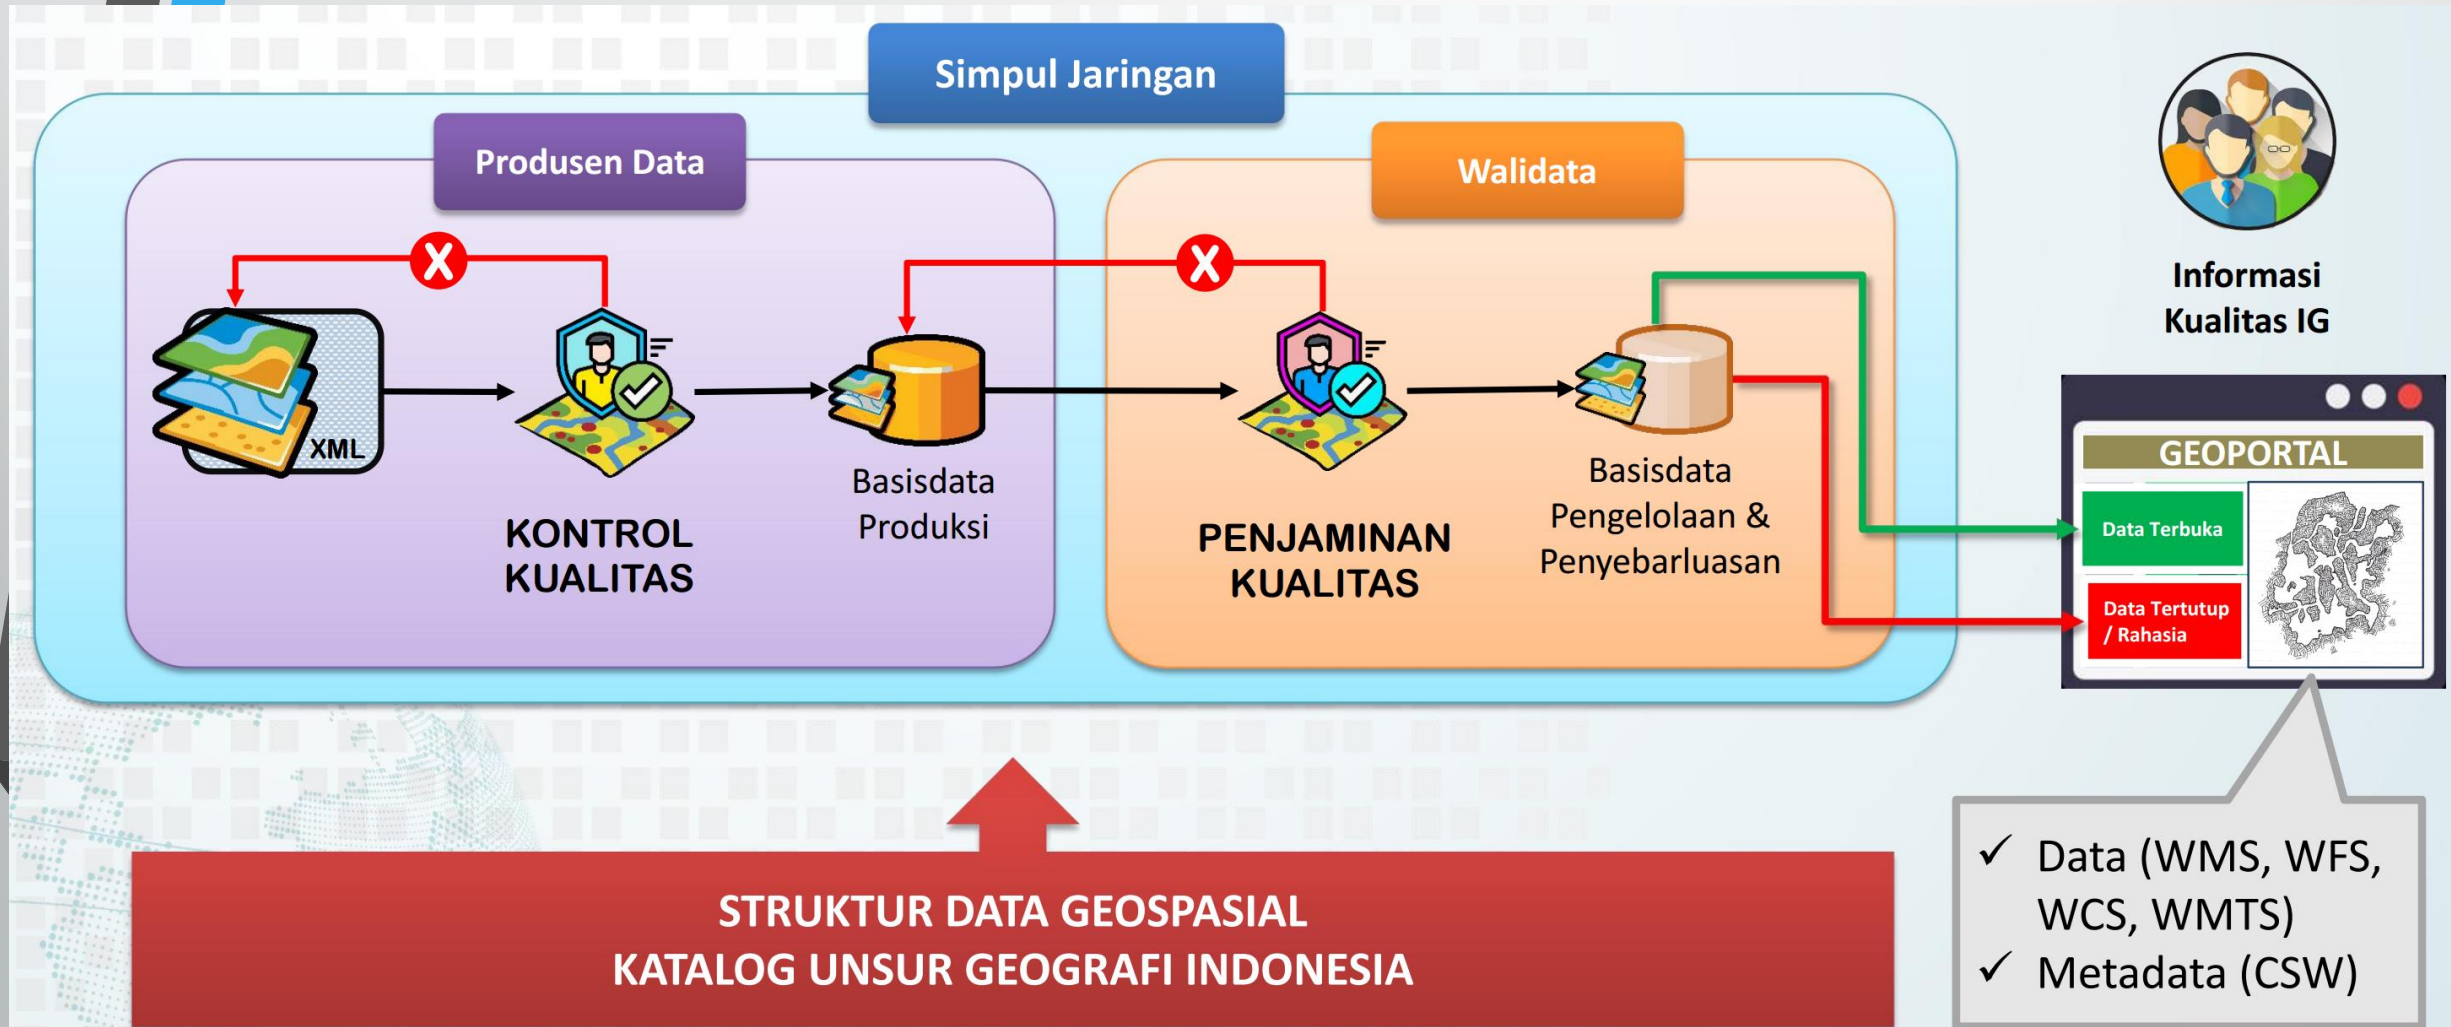 Simpul Jaringan
Produsen Data
Walidata
X
X
XML
KONTROL
KUALITAS
Basisdata
Produksi
PENJAMINAN
KUALITAS
Basisdata
Pengelolaan &
Penyebarluasan
Informasi
Kualitas IG
GEOPORTAL
Data Terbuka
Data Tertutup
/ Rahasia
STRUKTUR DATA GEOSPASIAL
KATALOG UNSUR GEOGRAFI INDONESIA
✓ Data (WMS, WFS,
WCS, WMTS)
✓ Metadata (CSW)